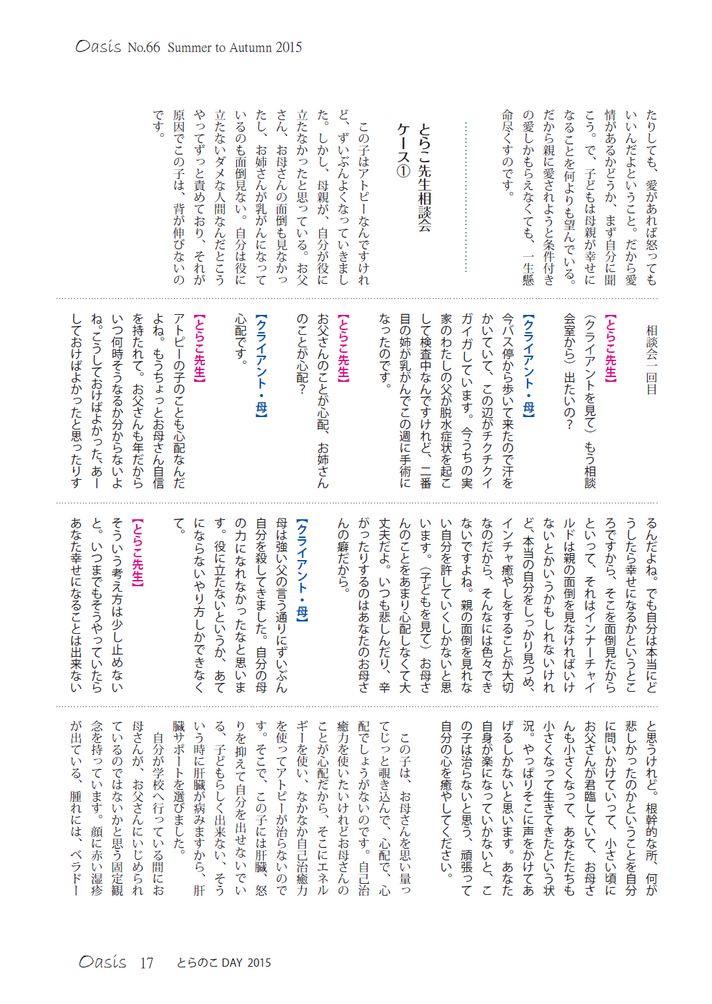 Oasis No.66 Summer to Autumn 2015
たりしても、愛があれば怒っても
いいんだよということ。だから愛
情があるかどうか、まず自分に聞
こう。で、子どもは母親が幸せに
なることを何よりも望んでいる。
だから親に愛されようと条件付き
の愛しかもらえなくても、一生懸
命尽くすのです。
とらこ先生相談会
ケース①
この子はアトピーなんですけれ
ど、ずいぶんよくなっていきまし
た。しかし、母親が、自分が役に
立たなかったと思っている。お父
さん、お母さんの面倒も見なかっ
たし、お姉さんが乳がんになって
いるのも面倒見ない。自分は役に
立たないダメな人間なんだとこう
やってずっと責めており、それが
原因でこの子は、背が伸びないの
です。
相談会一回目
【とらこ先生】
（クライアントを見て）もう相談
会室から）出たいの？
【クライアント・母】
今バス停から歩いて来たので汗を
かいていて、この辺がチクチクイ
ガイガしています。今うちの実
家のわたしの父が脱水症状を起こ
して検査中なんですけれど、二番
目の姉が乳がんでこの週に手術に
なったのです。
【とらこ先生】
お父さんのことが心配、お姉さん
のことが心配？
【クライアント・母】
心配です。
【とらこ先生】
アトピーの子のことも心配なんだ
よね。もうちょっとお母さん自信
を持たれて。お父さんも年だから
いつ何時そうなるか分からないよ
ね。こうしておけばよかった、あー
しておけばよかったと思ったりす
るんだよね。でも自分は本当にど
うしたら幸せになるかというとこ
ろですから、そこを面倒見たから
といって、それはインナーチャイ
ルドは親の面倒を見なければいけ
ないとかいうかもしれないけれ
ど、本当の自分をしっかり見つめ、
インチャ癒やしをすることが大切
なのだから、そんなには色々でき
ないですよね。親の面倒を見れな
い自分を許していくしかないと思
います。（子どもを見て）お母さ
んのことをあまり心配しなくて大
丈夫だよ。いつも悲しんだり、辛
がったりするのはあなたのお母さ
んの癖だから。
【クライアント・母】
母は強い父の言う通りにずいぶん
自分を殺してきました。自分の母
の力になれなかったなと思いま
す。役に立たないというか、あて
にならないやり方しかできなく
て。
【とらこ先生】
そういう考え方は少し止めない
と。いつまでもそうやっていたら
あなた幸せになることは出来ない
と思うけれど。根幹的な所、何が
悲しかったのかということを自分
に問いかけていって、小さい頃に
お父さんが君臨していて、お母さ
んも小さくなって、あなたたちも
小さくなって生きてきたという状
況。やっぱりそこに声をかけてあ
げるしかないと思います。あなた
自身が楽になっていかないと、こ
の子は治らないと思う、頑張って
自分の心を癒やしてください。
この子は、お母さんを思い量っ
てじっと覗き込んで、心配で、心
配でしょうがないのです。自己治
癒力を使いたいけれどお母さんの
ことが心配だから、そこにエネル
ギーを使い、なかなか自己治癒力
を使ってアトピーが治らないので
す。そこで、この子には肝臓、怒
りを抑えて自分を出せないでい
る、子どもらしく出来ない、そう
いう時に肝臓が病みますから、肝
臓サポートを選びました。
自分が学校へ行っている間にお
母さんが、お父さんにいじめられ
ているのではないかと思う固定観
念を持っています。顔に赤い湿疹
が出ている、腫れには、ベラドー
Oasis 17 とらのこDAY 2015